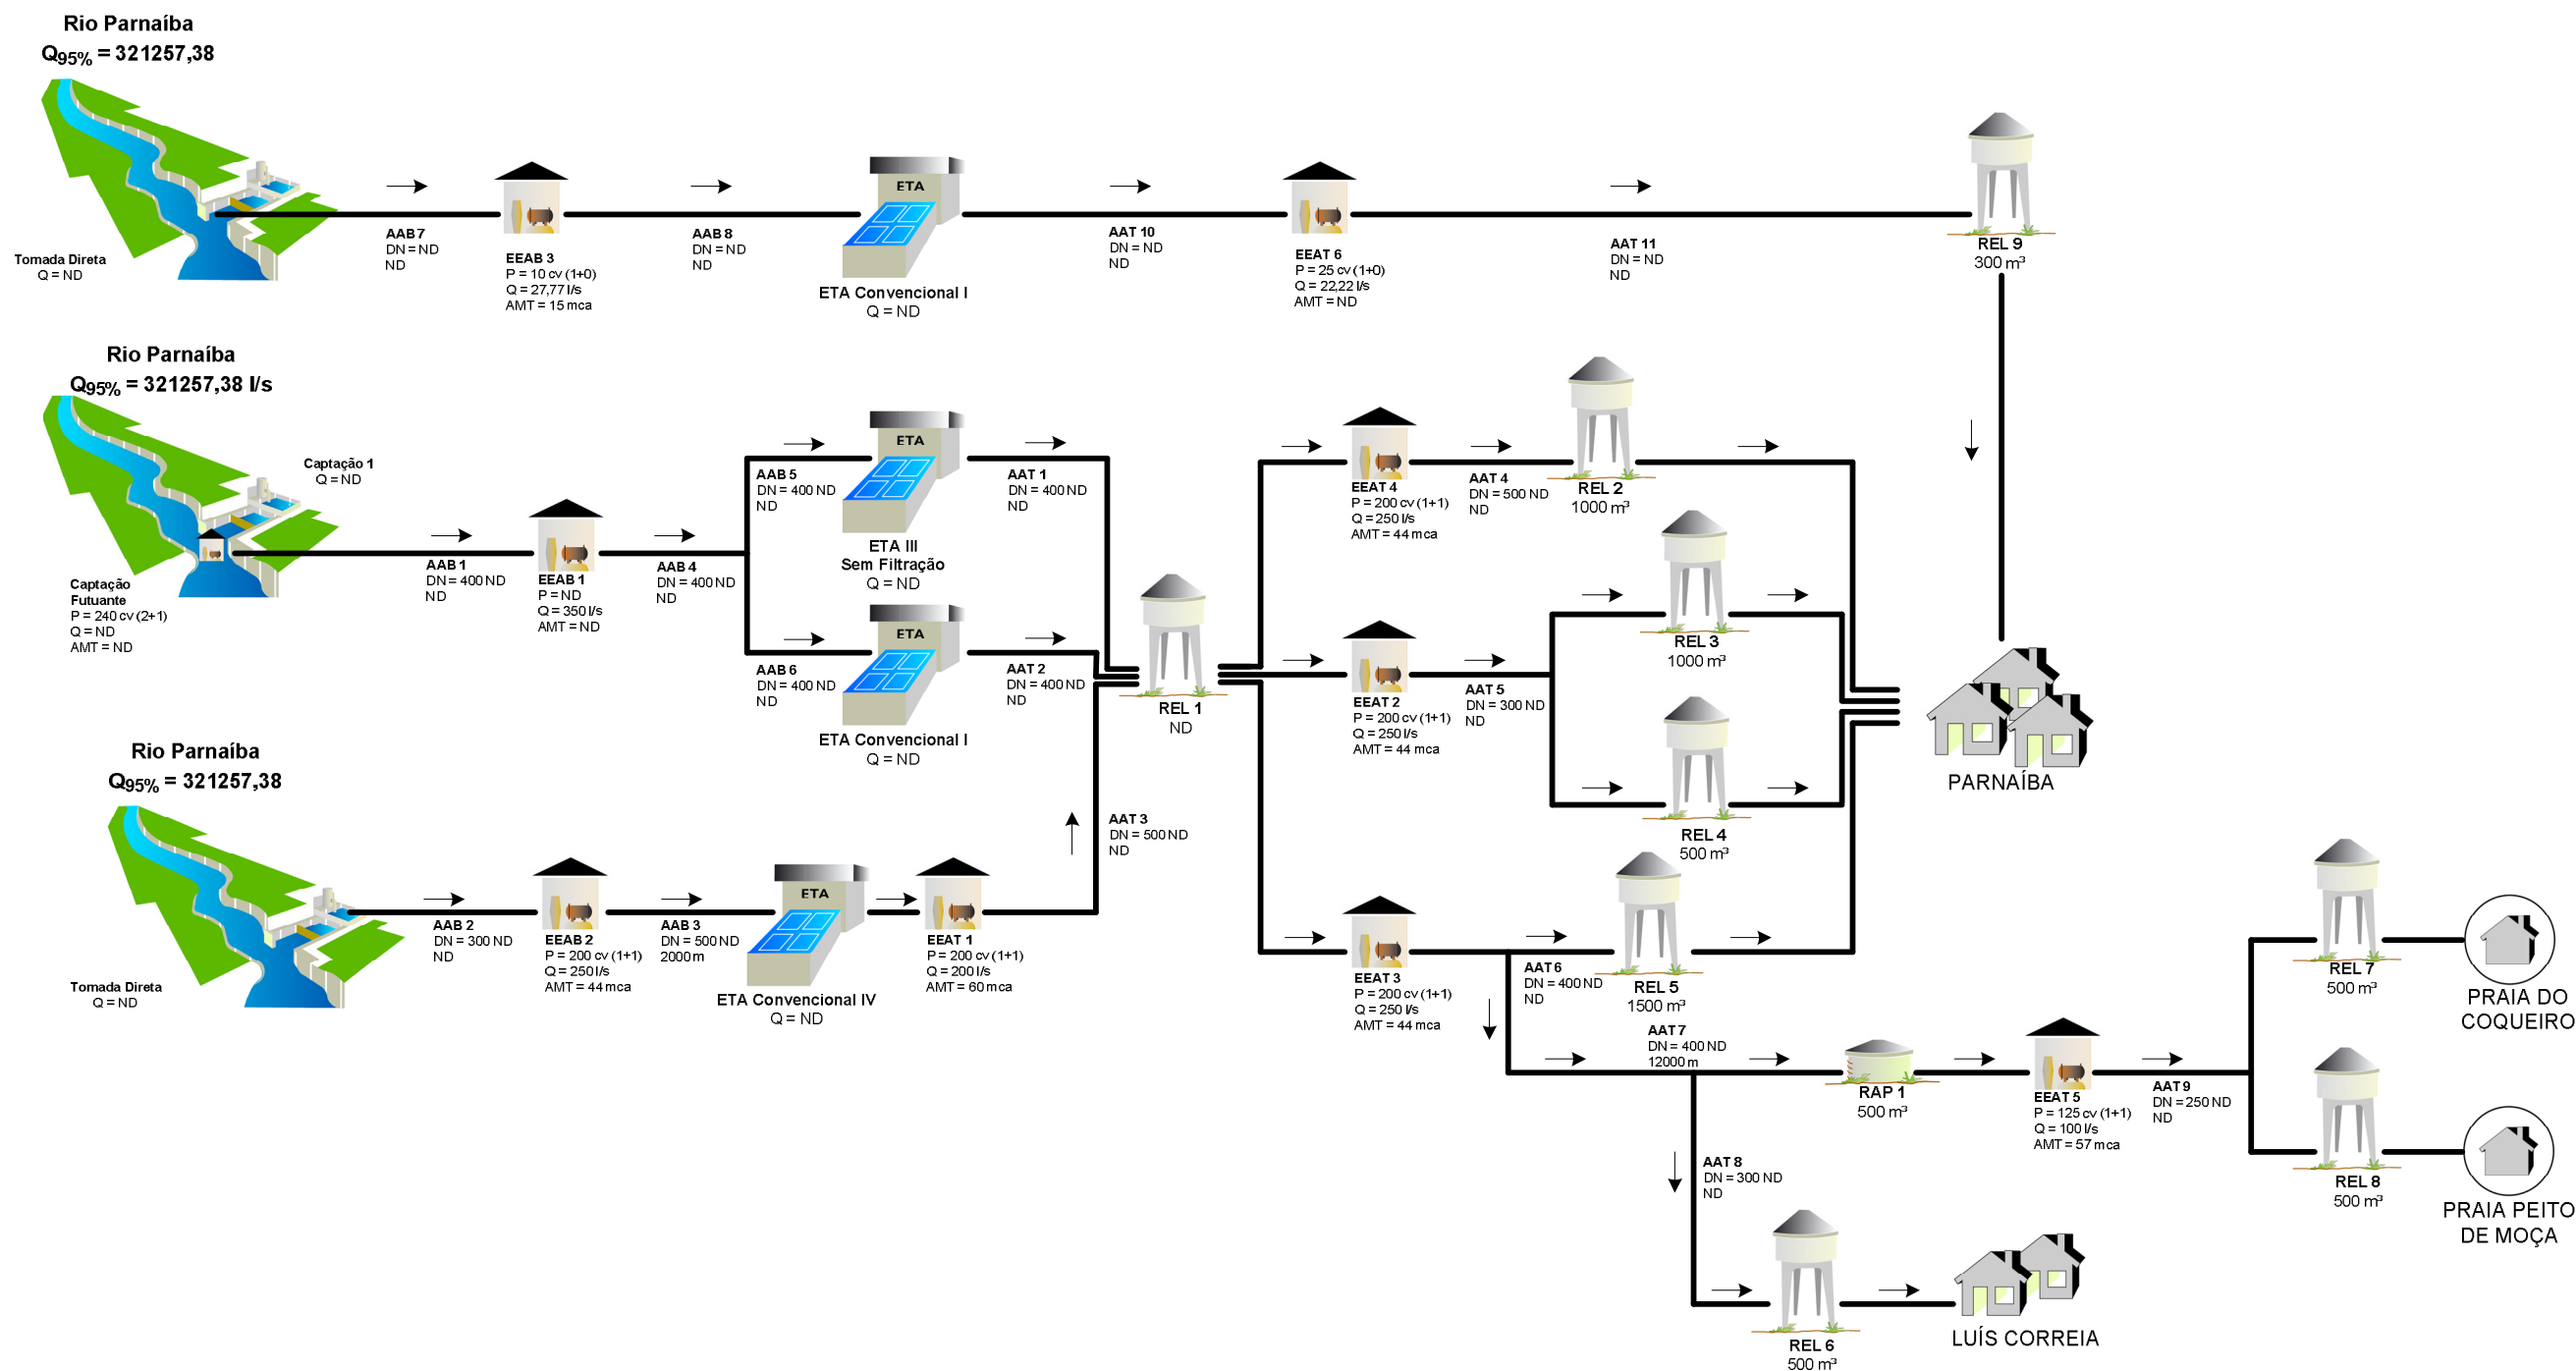 Rio Parnaíba
Q95% = 321257,38
Tomada Direta
Q = ND
AAB 7
DN = ND
ND
EEAB 3
P = 10 cv (1+0)
Q = 27,77 l/s
AMT = 15 mca
AAB 8
DN = ND
ND
ETA
ETA Convencional I
Q = ND
AAT 10
DN = ND
ND
EEAT 6
P = 25 cv (1+0)
Q = 22,22 l/s
AMT = ND
AAT 11
DN = ND
ND
REL 9
300 m³
Rio Parnaíba
Q95% = 321257,38 l/s
Captação 1
Q = ND
Captação
Futuante
P = 240 cv (2+1)
Q = ND
AMT = ND
AAB 1
DN = 400 ND
ND
EEAB 1
P = ND
Q = 350 l/s
AMT = ND
AAB 4
DN = 400 ND
ND
AAB 5
DN = 400 ND
ND
ETA
ETA III
Sem Filtração
Q = ND
AAT 1
DN = 400 ND
ND
AAB 6
DN = 400 ND
ND
ETA
ETA Convencional I
Q = ND
AAT 2
DN = 400 ND
ND
REL 1
ND
EEAT 4
P = 200 cv (1+1)
Q = 250 l/s
AMT = 44 mca
AAT 4
DN = 500 ND
ND
REL 2
1000 m³
EEAT 2
P = 200 cv (1+1)
Q = 250 l/s
AMT = 44 mca
AAT 5
DN = 300 ND
ND
REL 3
1000 m³
REL 4
500 m³
PARNAÍBA
Rio Parnaíba
Q95% = 321257,38
Tomada Direta
Q = ND
AAB 2
DN = 300 ND
ND
EEAB 2
P = 200 cv (1+1)
Q = 250 l/s
AMT = 44 mca
AAB 3
DN = 500 ND
2000 m
ETA
ETA Convencional IV
Q = ND
EEAT 1
P = 200 cv (1+1)
Q = 200 l/s
AMT = 60 mca
AAT 3
DN = 500 ND
ND
EEAT 3
P = 200 cv (1+1)
Q = 250 l/s
AMT = 44 mca
AAT 6
DN = 400 ND
ND
REL 5
1500 m³
AAT 7
DN = 400 ND
12000 m
RAP 1
500 m³
EEAT 5
P = 125 cv (1+1)
Q = 100 l/s
AMT = 57 mca
AAT 9
DN = 250 ND
ND
REL 7
500 m³
PRAIA DO
COQUEIRO
REL 8
500 m³
PRAIA PEITO
DE MOÇA
AAT 8
DN = 300 ND
ND
REL 6
500 m³
LUÍS CORREIA